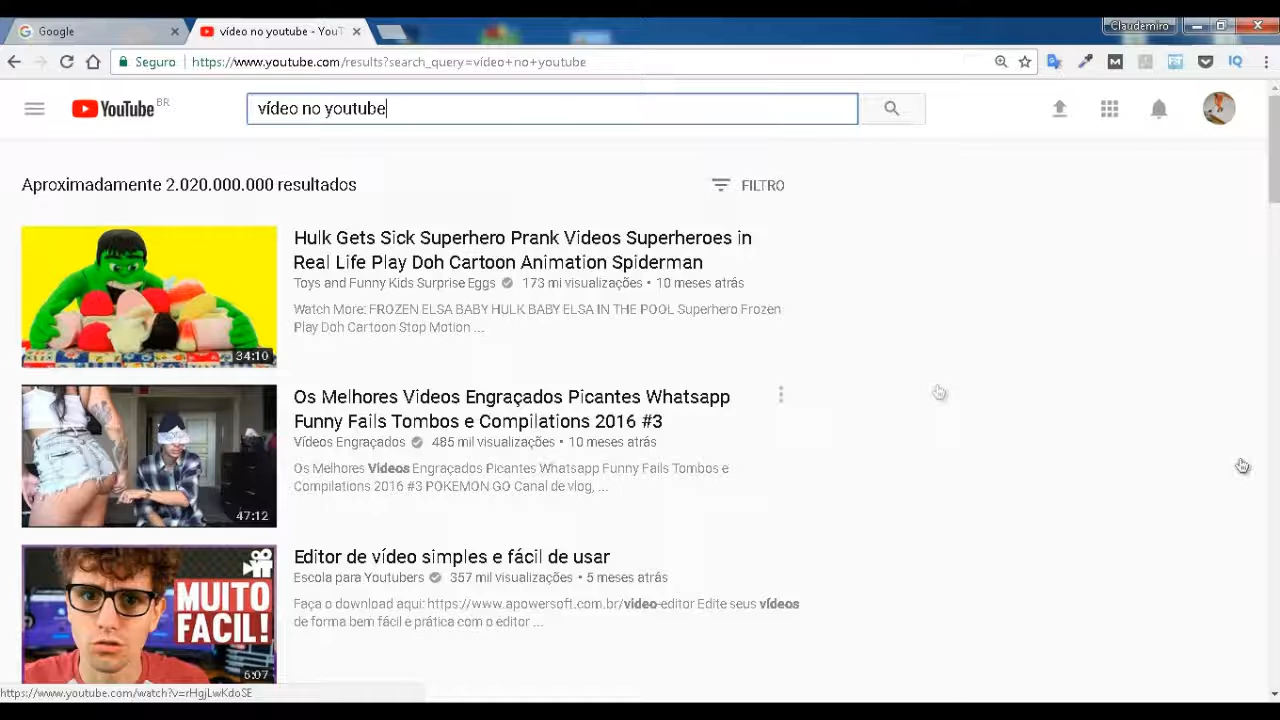 Google
vídeo no youtube - YouT
Claudemiro
Seguro
https://www.youtube.com/results?search_query=vídeo+no+youtube
M
IQ
YouTube BR
vídeo no youtube
Aproximadamente 2.020.000.000 resultados
FILTRO
Hulk Gets Sick Superhero Prank Videos Superheroes in
Real Life Play Doh Cartoon Animation Spiderman
Toys and Funny Kids Surprise Eggs 173 mi visualizações • 10 meses atrás
Watch More: FROZEN ELSA BABY HULK BABY ELSA IN THE POOL Superhero Frozen
Play Doh Cartoon Stop Motion ...
34:10
Os Melhores Videos Engraçados Picantes Whatsapp
Funny Fails Tombos e Compilations 2016 #3
Vídeos Engraçados 485 mil visualizações • 10 meses atrás
Os Melhores Videos Engraçados Picantes Whatsapp Funny Fails Tombos e
Compilations 2016 #3 POKEMON GO Canal de vlog, ...
47:12
Editor de vídeo simples e fácil de usar
Escola para Youtubers 357 mil visualizações • 5 meses atrás
Faça o download aqui: https://www.apowersoft.com.br/video-editor Edite seus vídeos
de forma bem fácil e prática com o editor ...
MUITO
FACIL!
6:07
https://www.youtube.com/watch?v=rHgjLwKdoSE